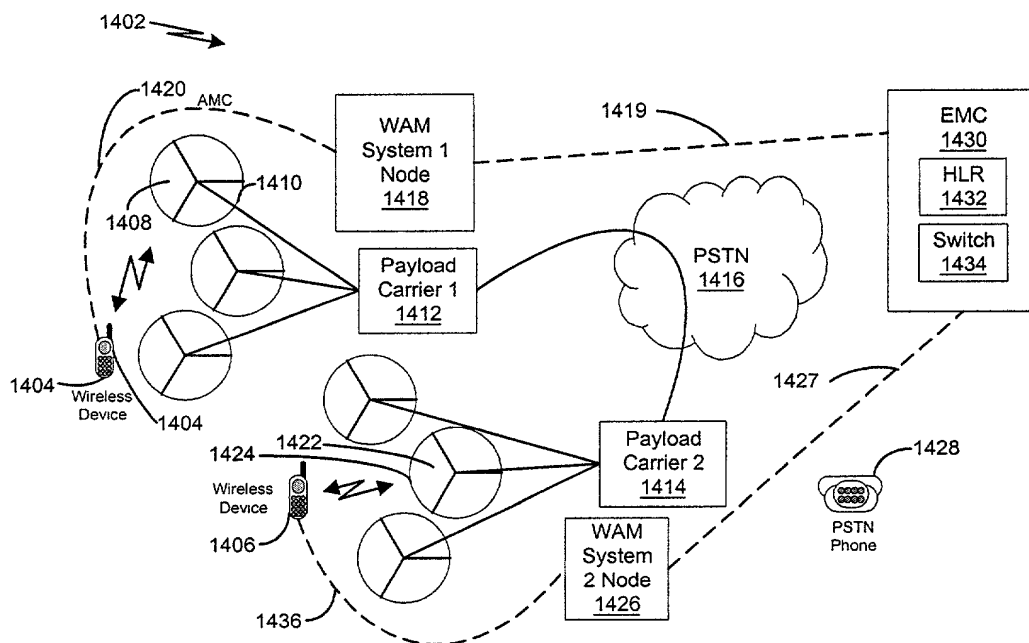 1402
1420
AMC
WAM
System 1
Node
1418
1419
EMC
1430
HLR
1432
Switch
1434
1408
1410
Payload
Carrier 1
1412
PSTN
1416
1404
Wireless
Device
1404
1427
1422
1424
Wireless
Device
1406
Payload
Carrier 2
1414
1428
PSTN
Phone
WAM
System
2 Node
1426
1436